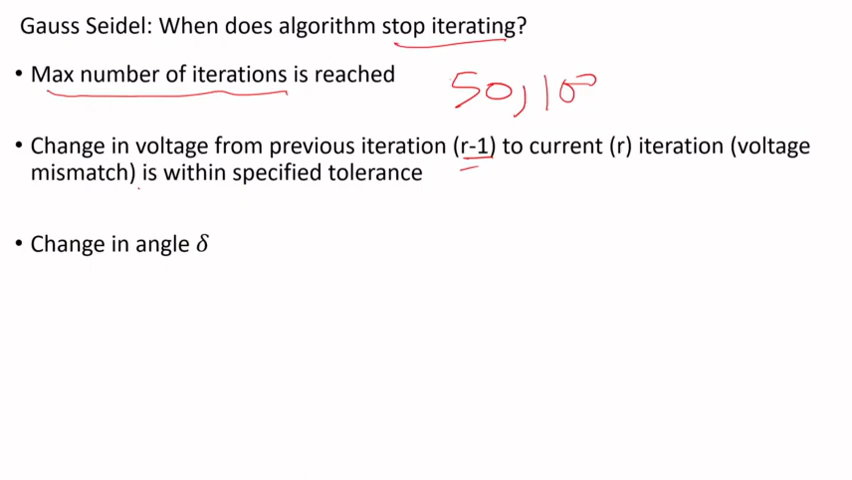 Gauss Seidel: When does algorithm stop iterating?
• Max number of iterations is reached
50, 100
• Change in voltage from previous iteration (r-1) to current (r) iteration (voltage
mismatch) is within specified tolerance
• Change in angle δ